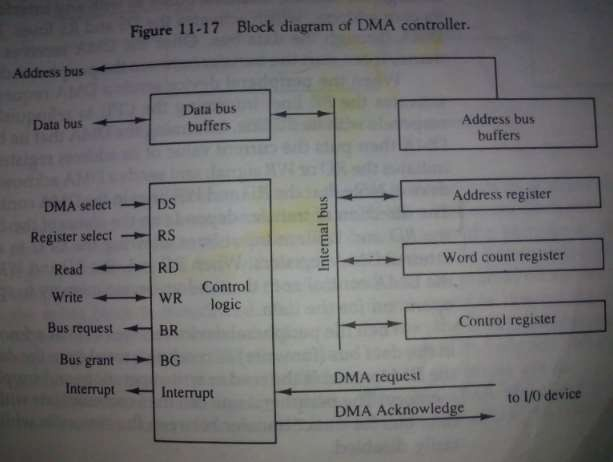 Figure 11-17 Block diagram of DMA controller.
Address bus
Data bus
Data bus
buffers
Address bus
buffers
Internal bus
DMA select
DS
Register select
RS
Read
RD
Write
WR
Control
logic
Bus request
BR
Bus grant
BG
Interrupt
Interrupt
Address register
Word count register
Control register
DMA request
DMA Acknowledge
to I/0 device